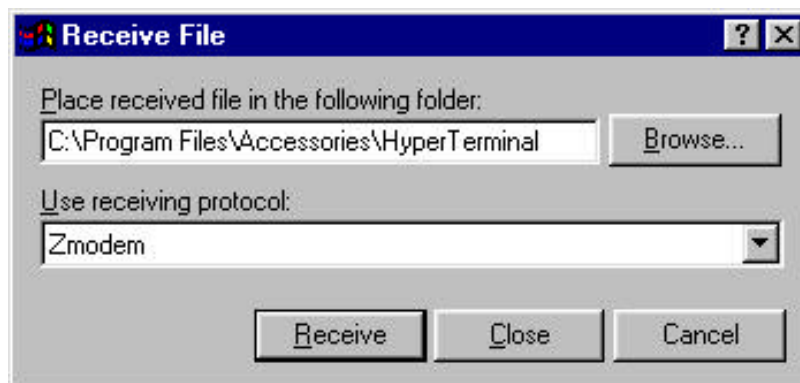 Receive File
Place received file in the following folder:
C:\Program Files\Accessories\HyperTerminal
Browse...
Use receiving protocol:
Zmodem
Receive Close Cancel